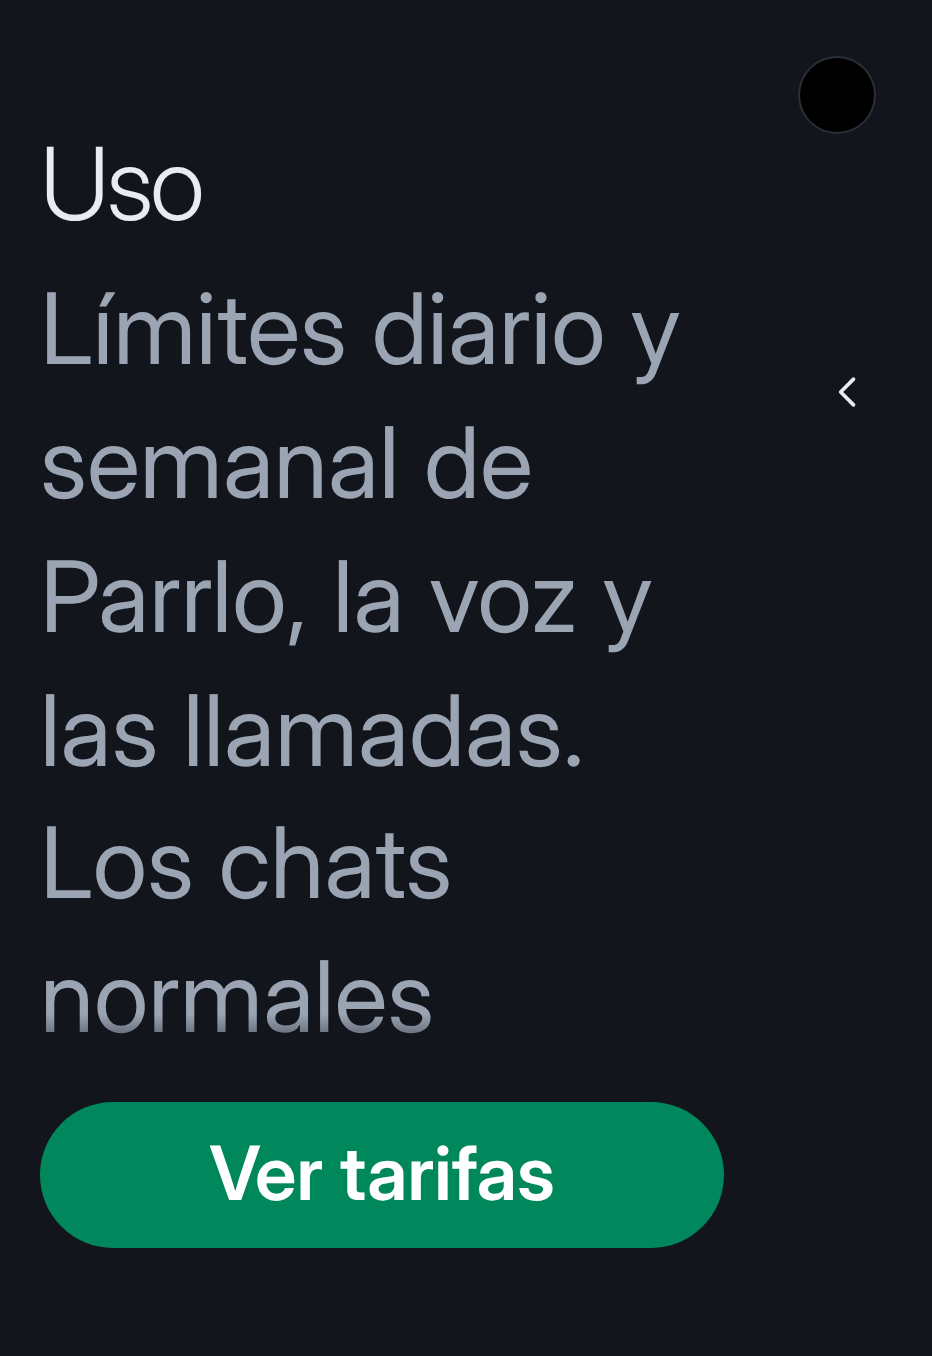 Uso
Límites diario y
semanal de
Parrlo, la voz y
las llamadas.
Los chats
normales
Ver tarifas